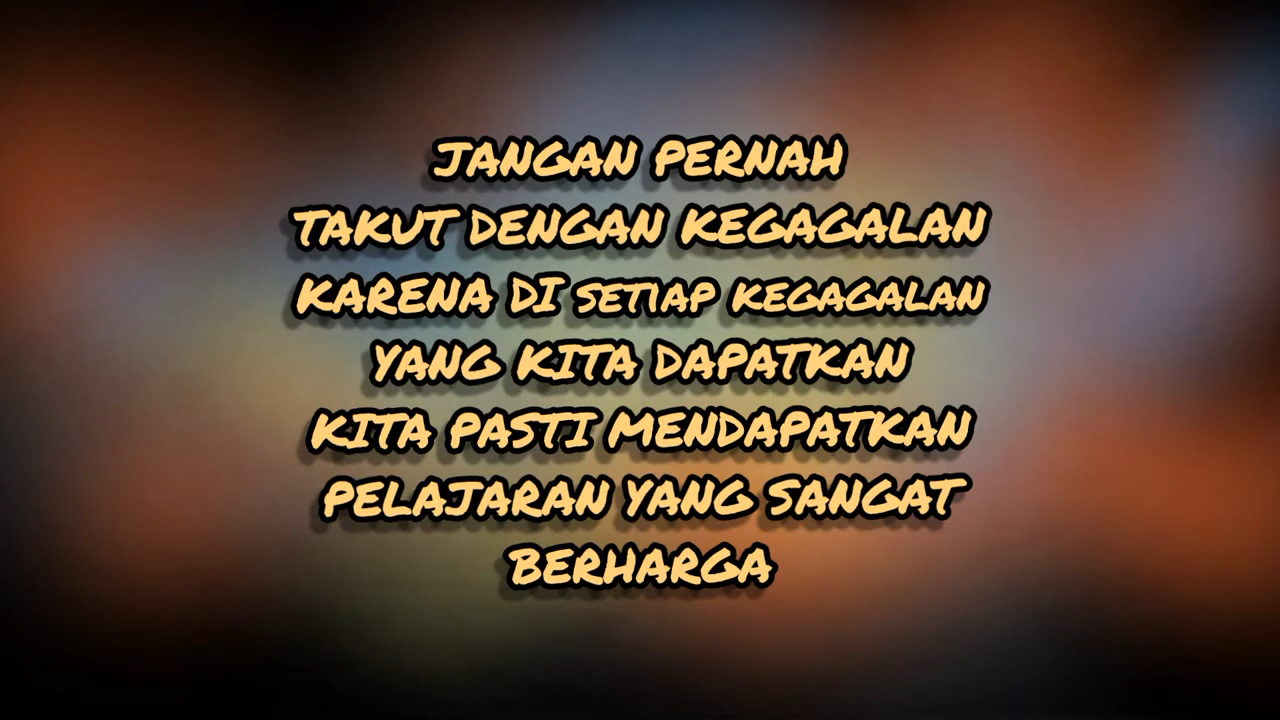 JANGAN PERNAH
TAKUT DENGAN KEGAGALAN
KARENA DI SETIAP KEGAGALAN
YANG KITA DAPATKAN
KITA PASTI MENDAPATKAN
PELAJARAN YANG SANGAT
BERHARGA